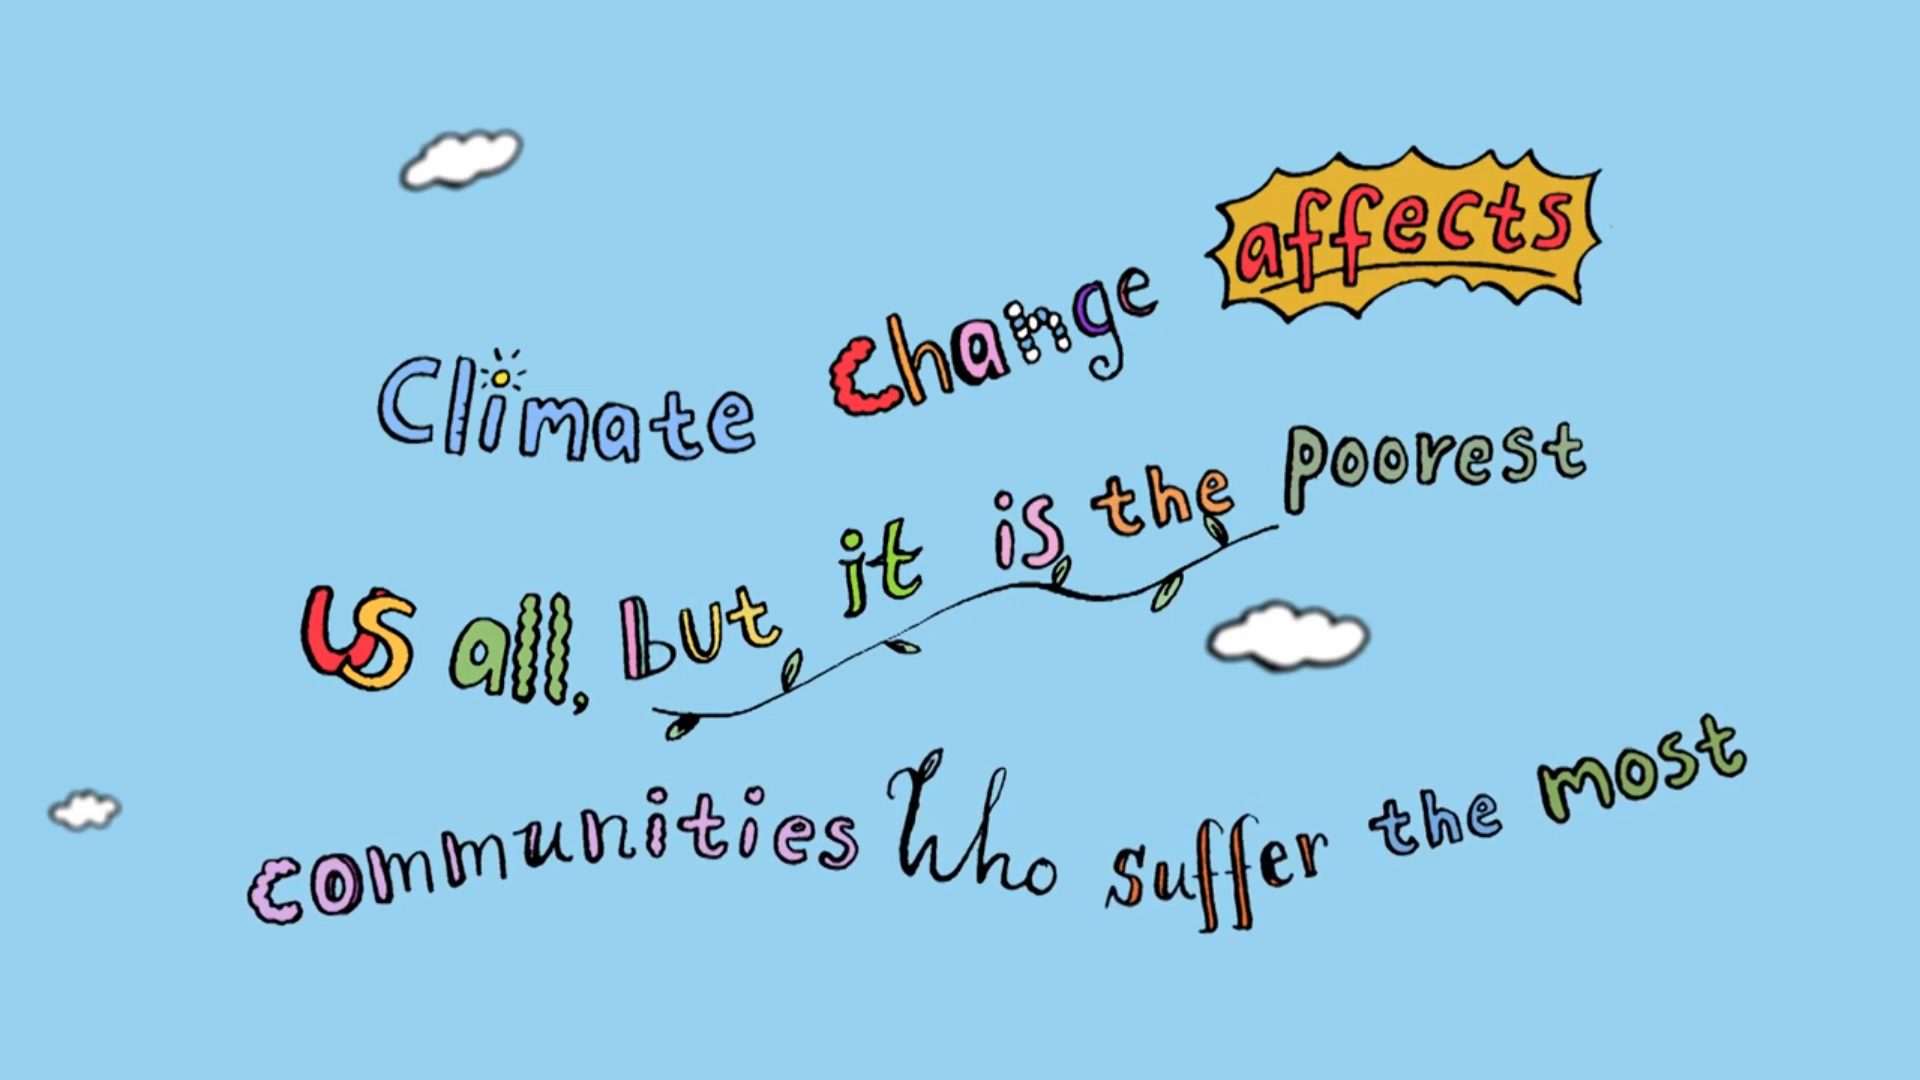 Climate Change affects
us all, but it is the poorest
communities Who suffer the most